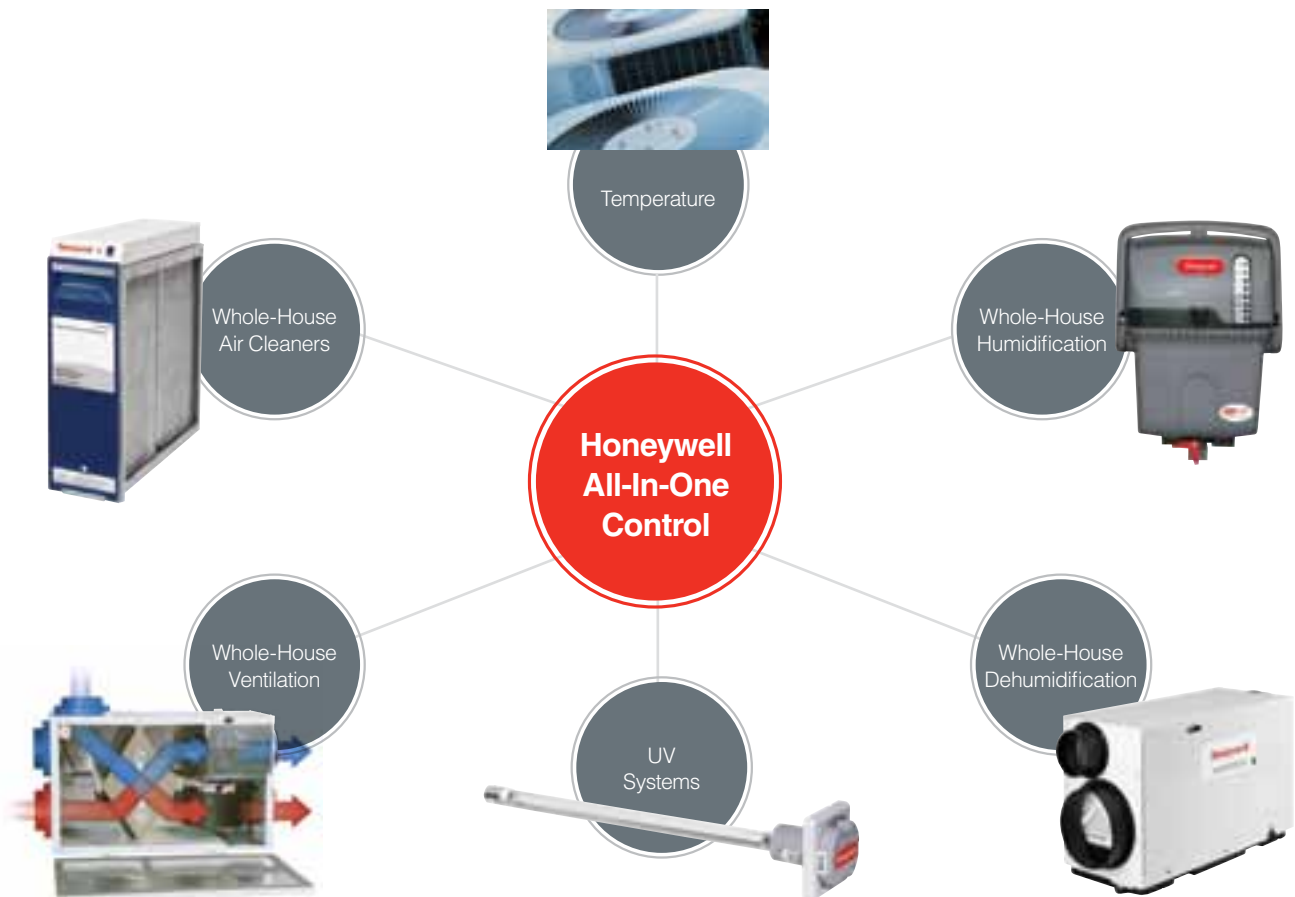 Temperature
Whole-House
Air Cleaners
Whole-House
Humidification
Honeywell
All-In-One
Control
Whole-House
Ventilation
Whole-House
Dehumidification
UV
Systems